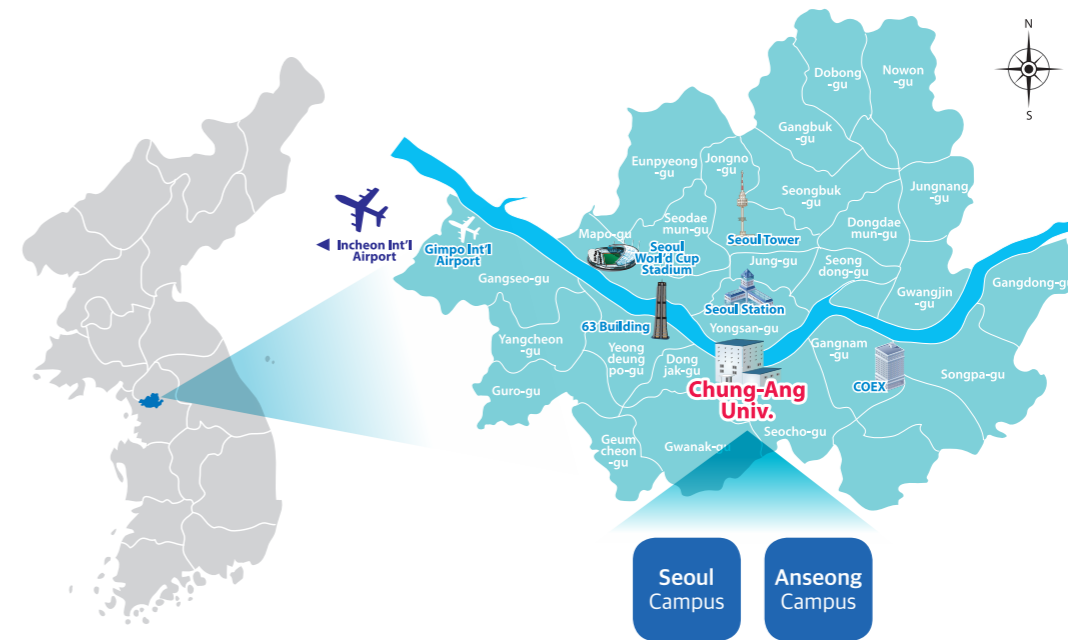 N
S
Dobong
-gu
Nowon
-gu
Gangbuk
-gu
Eunpyeong
-gu
Jongno
-gu
Seongbuk
-gu
Jungnang
-gu
Dongdae
mun-gu
Seodae
mun-gu
Mapo-gu
Seoul
World Cup
Stadium
Seoul Tower
Incheon Int'l
Airport
Gimpo Int'l
Airport
Gangseo-gu
Jung-gu
Seong
dong-gu
Gwangjin
-gu
Gangdong-gu
Seoul Station
Yongsan-gu
63 Building
Yangcheon
-gu
Yeong
deung
po-gu
Dong
jak-gu
Gangnam
-gu
COEX
Songpa-gu
Guro-gu
Chung-Ang
Univ.
Geum
cheon
-gu
Gwanak-gu
Seocho-gu
Seoul
Campus
Anseong
Campus